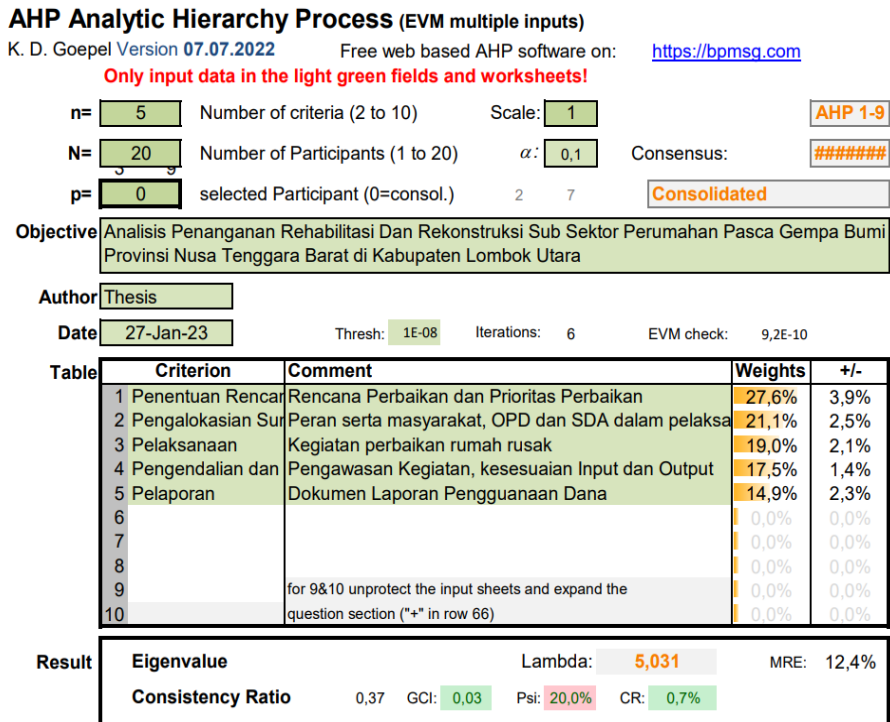 AHP Analytic Hierarchy Process (EVM multiple inputs)
K. D. Goepel Version 07.07.2022 Free web based AHP software on: https://bpmsg.com
Only input data in the light green fields and worksheets!
n= 5 Number of criteria (2 to 10) Scale: 1 AHP 1-9
N= 20 Number of Participants (1 to 20) α: 0,1 Consensus: #######
3 9
p= 0 selected Participant (0=consol.) 2 7 Consolidated
Objective Analisis Penanganan Rehabilitasi Dan Rekonstruksi Sub Sektor Perumahan Pasca Gempa Bumi
Provinsi Nusa Tenggara Barat di Kabupaten Lombok Utara
Author Thesis
Date 27-Jan-23 Thresh: 1E-08 Iterations: 6 EVM check: 9,2E-10
Table Criterion Comment Weights +/-
1 Penentuan Rencar Rencana Perbaikan dan Prioritas Perbaikan 27,6% 3,9%
2 Pengalokasian Sur Peran serta masyarakat, OPD dan SDA dalam pelaksa 21,1% 2,5%
3 Pelaksanaan Kegiatan perbaikan rumah rusak 19,0% 2,1%
4 Pengendalian dan Pengawasan Kegiatan, kesesuaian Input dan Output 17,5% 1,4%
5 Pelaporan Dokumen Laporan Pengguanaan Dana 14,9% 2,3%
6 0,0% 0,0%
7 0,0% 0,0%
8 0,0% 0,0%
9 for 9&10 unprotect the input sheets and expand the 0,0% 0,0%
10 question section ("+" in row 66) 0,0% 0,0%
Result Eigenvalue Lambda: 5,031 MRE: 12,4%
Consistency Ratio 0,37 GCI: 0,03 Psi: 20,0% CR: 0,7%